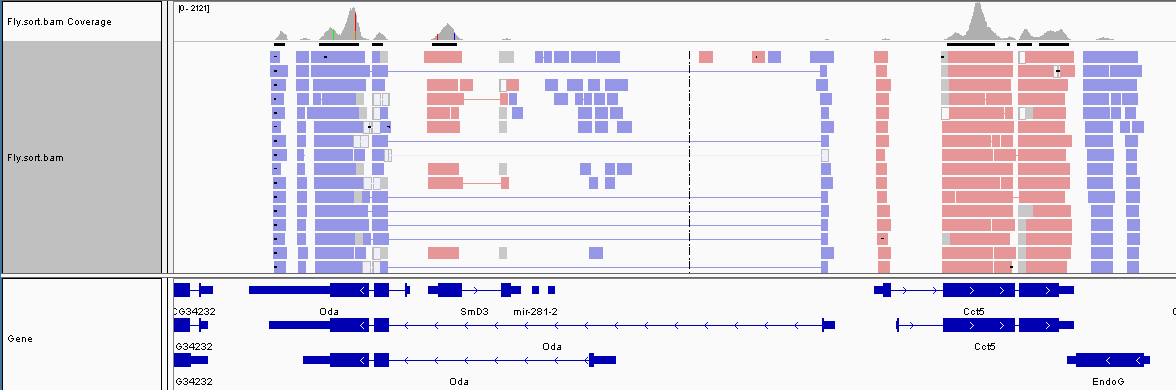 [0 - 2121]
Fly.sort.bam Coverage
Fly.sort.bam
Gene
CG34232 Oda SmD3 mir-281-2 Cct5 C
G34232 Oda Cct5
G34232 Oda EndoG